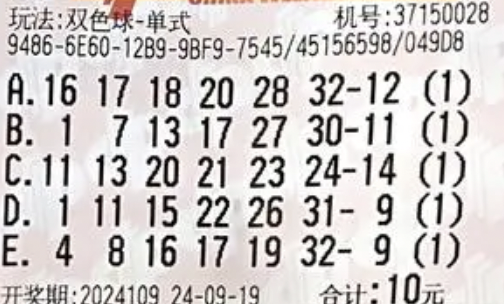 玩法:双色球-单式 机号:37150028
9486-6E60-12B9-9BF9-7545/45156598/049D8
A.16 17 18 20 28 32-12 (1)
B. 1 7 13 17 27 30-11 (1)
C.11 13 20 21 23 24-14 (1)
D. 1 11 15 22 26 31- 9 (1)
E. 4 8 16 17 19 32- 9 (1)
开奖期:2024109 24-09-19 合计:10元